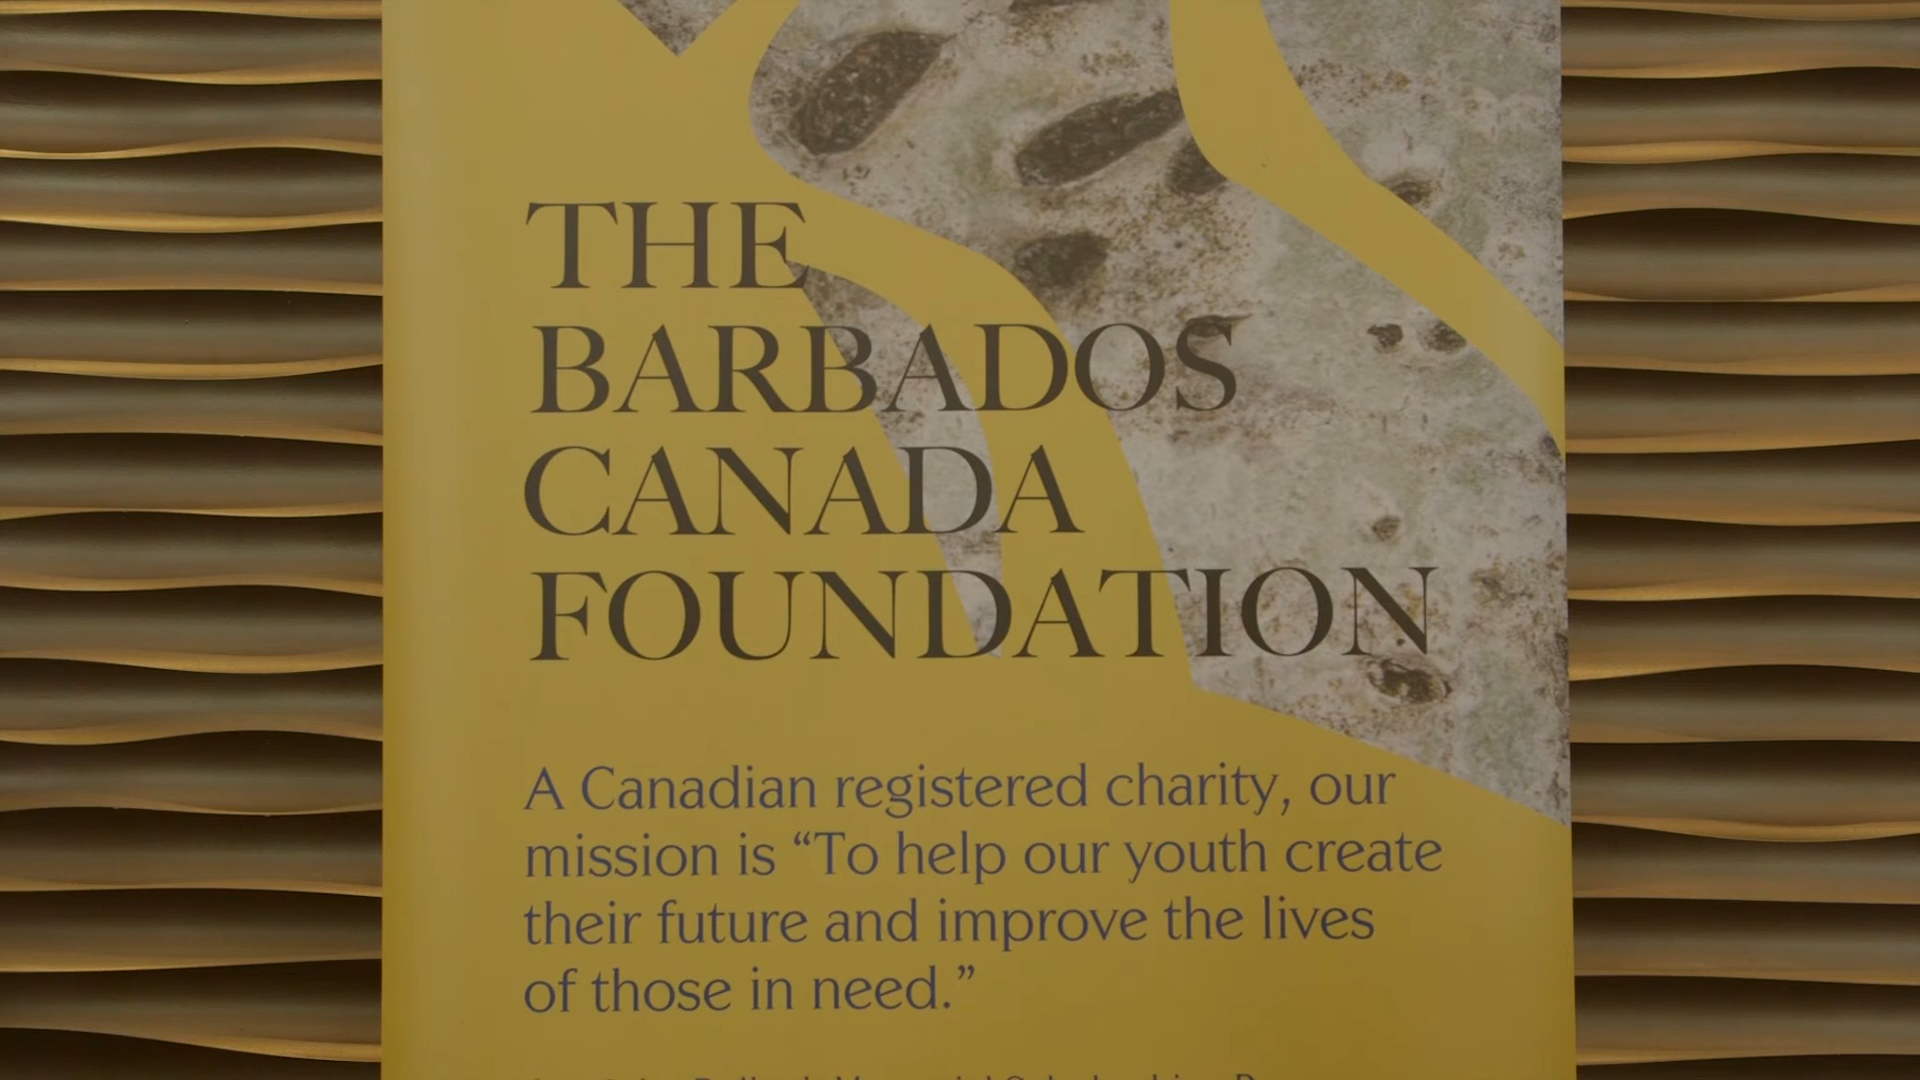 THE
BARBADOS
CANADA
FOUNDATION
A Canadian registered charity, our
mission is “To help our youth create
their future and improve the lives
of those in need.”